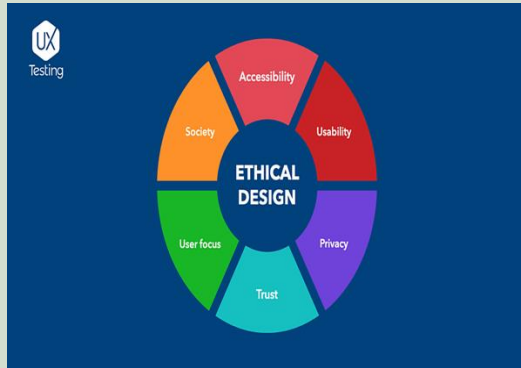 UX
Testing
Accessibility
Usability
Privacy
Trust
User focus
Society
ETHICAL
DESIGN